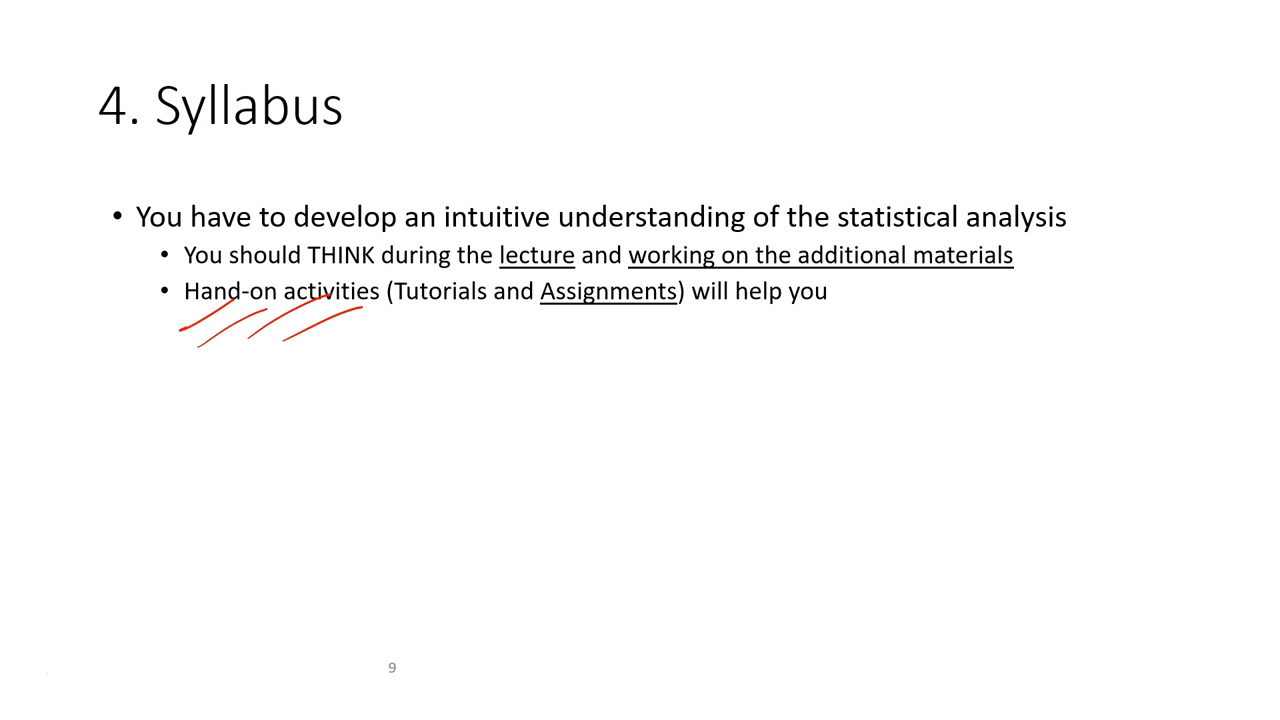 4. Syllabus
• You have to develop an intuitive understanding of the statistical analysis
• You should THINK during the lecture and working on the additional materials
• Hand-on activities (Tutorials and Assignments) will help you
9